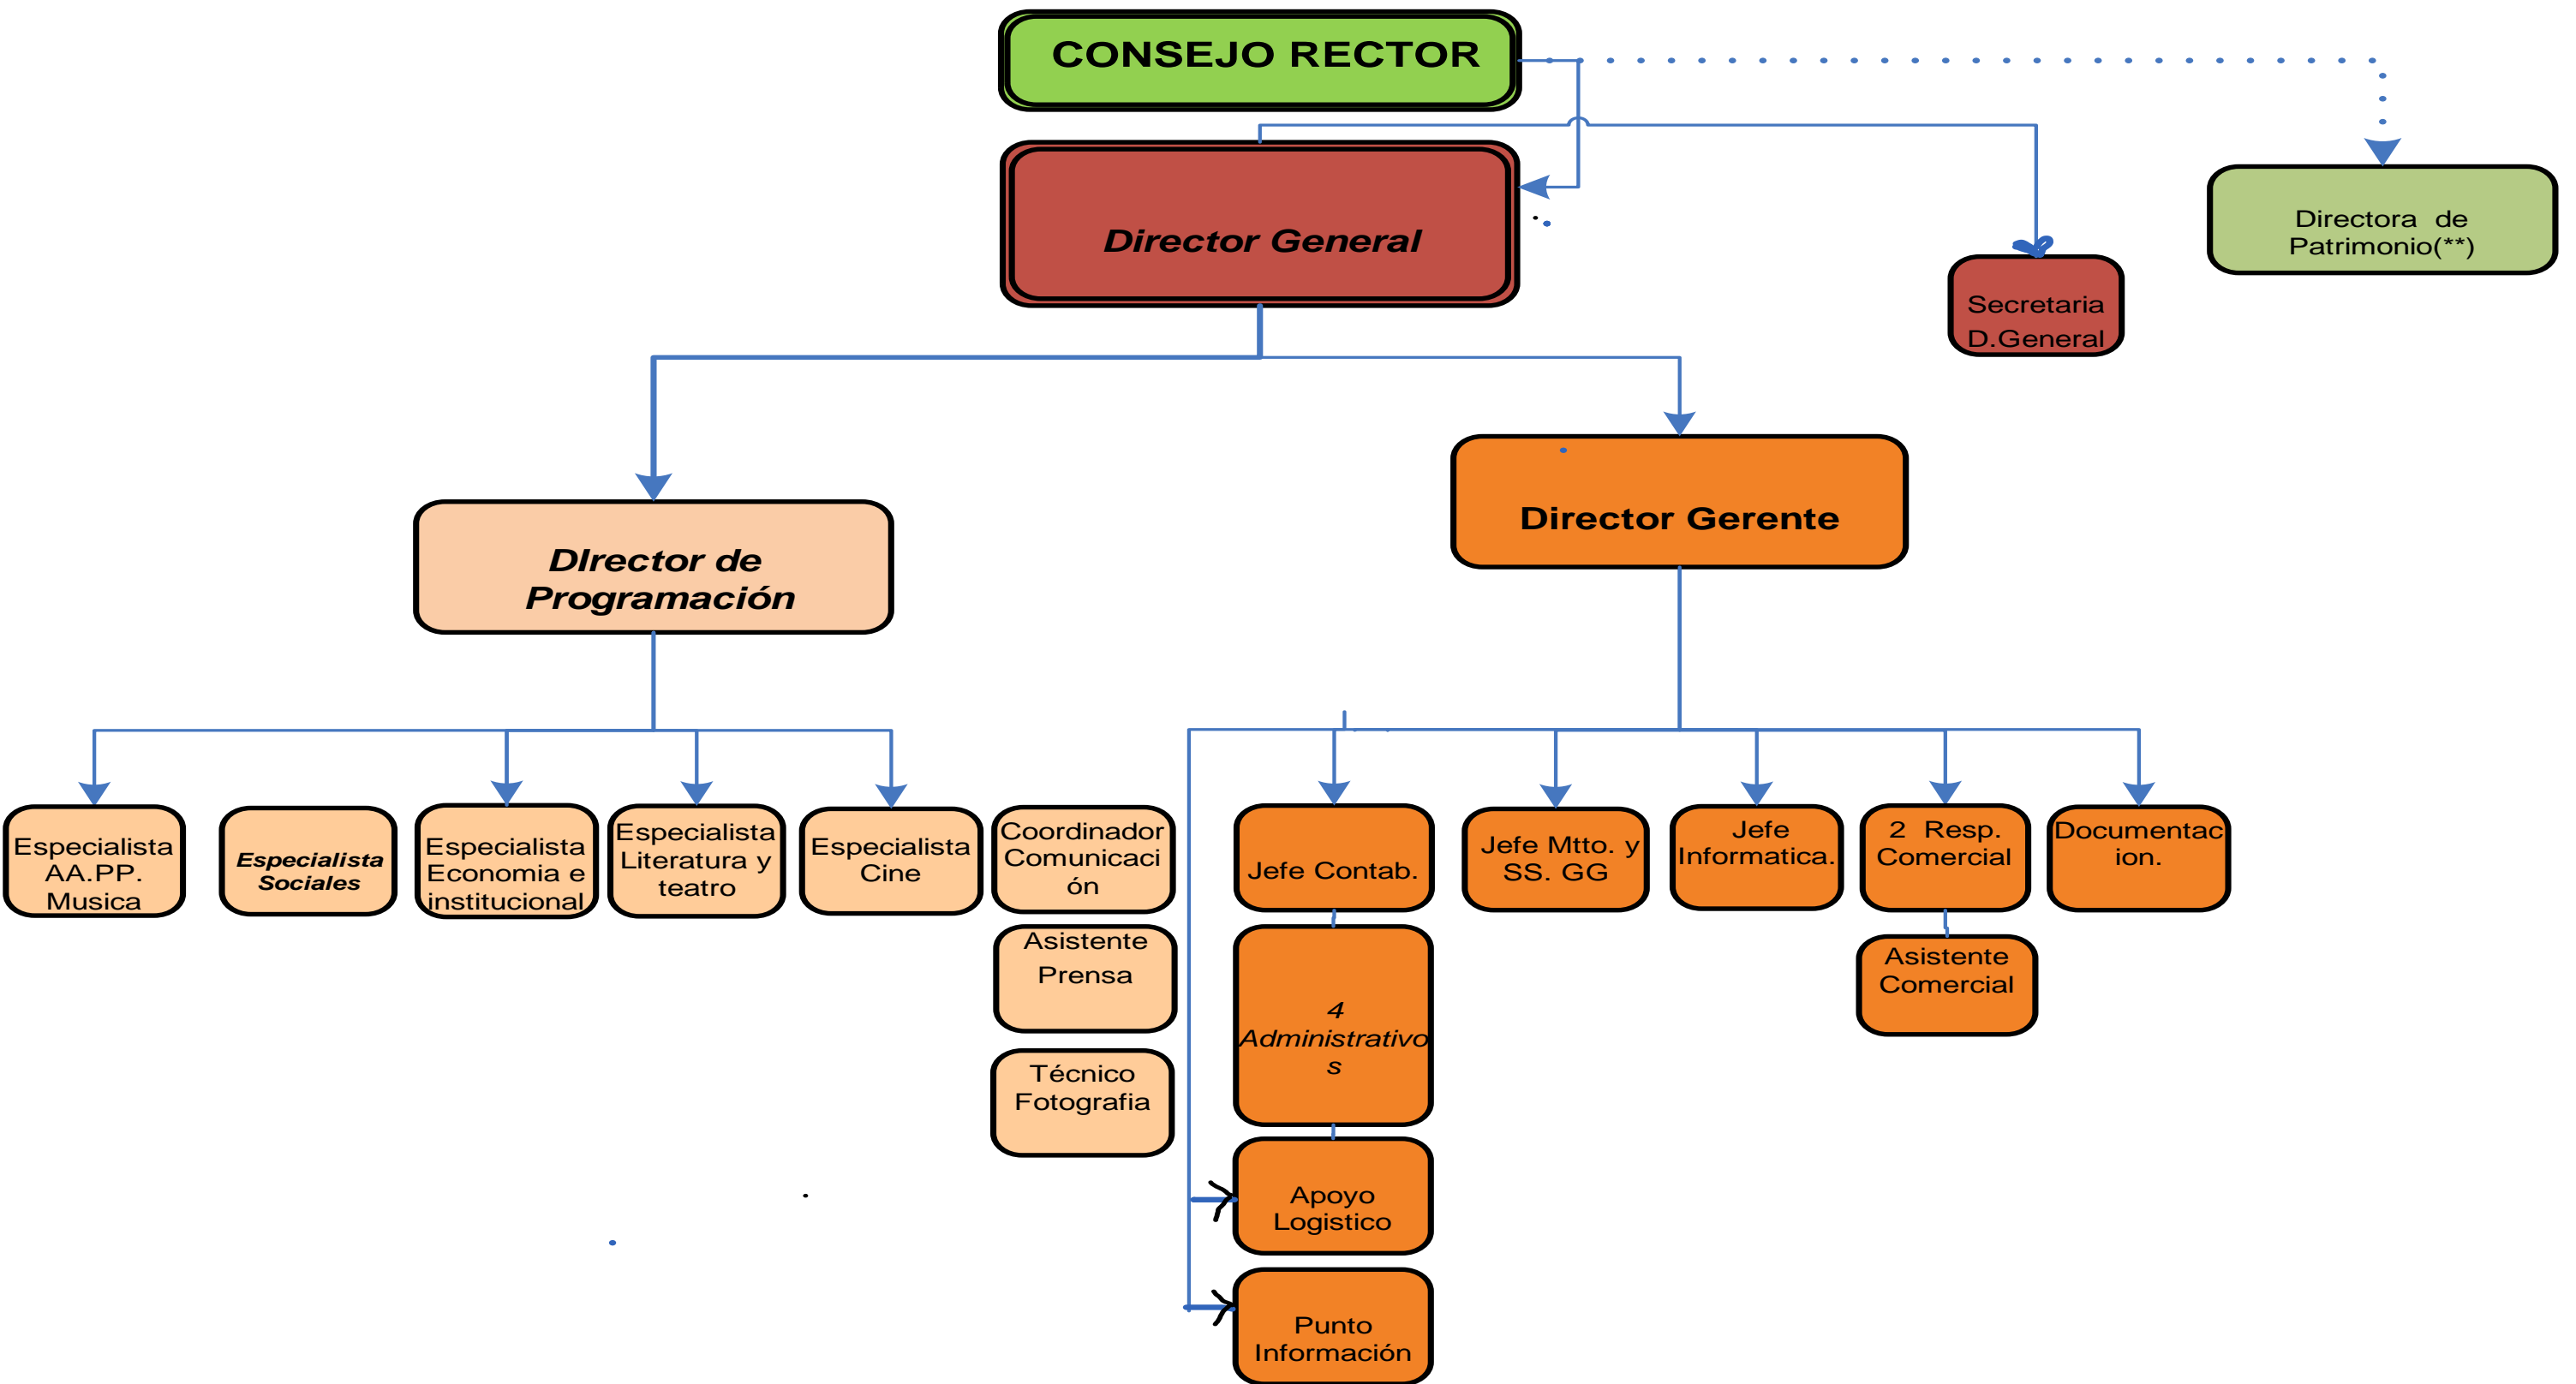 CONSEJO RECTOR
Director General
Directora de
Patrimonio(**)
Secretaria
D.General
Director Gerente
DIrector de
Programación
Especialista
AA.PP.
Musica
Especialista
Sociales
Especialista
Economia e
institucional
Especialista
Literatura y
teatro
Especialista
Cine
Coordinador
Comunicaci
ón
Jefe Contab.
Jefe Mtto. y
SS. GG
Jefe
Informatica.
2 Resp.
Comercial
Documentac
ion.
Asistente
Prensa
4
Administrativo
s
Asistente
Comercial
Técnico
Fotografia
Apoyo
Logistico
Punto
Información